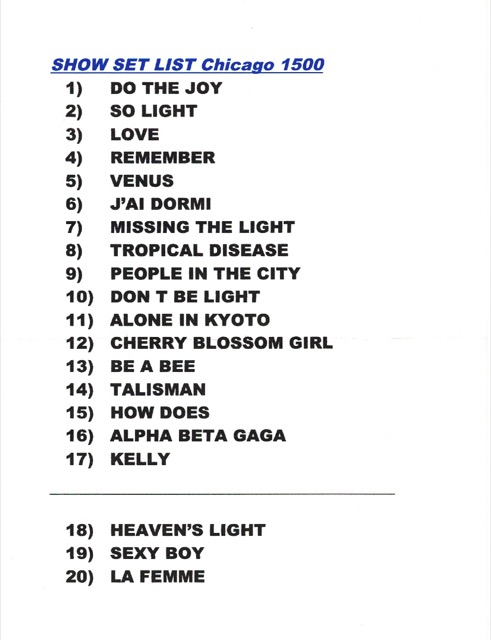 SHOW SET LIST Chicago 1500
1) DO THE JOY
2) SO LIGHT
3) LOVE
4) REMEMBER
5) VENUS
6) J’AI DORMI
7) MISSING THE LIGHT
8) TROPICAL DISEASE
9) PEOPLE IN THE CITY
10) DON T BE LIGHT
11) ALONE IN KYOTO
12) CHERRY BLOSSOM GIRL
13) BE A BEE
14) TALISMAN
15) HOW DOES
16) ALPHA BETA GAGA
17) KELLY
18) HEAVEN’S LIGHT
19) SEXY BOY
20) LA FEMME